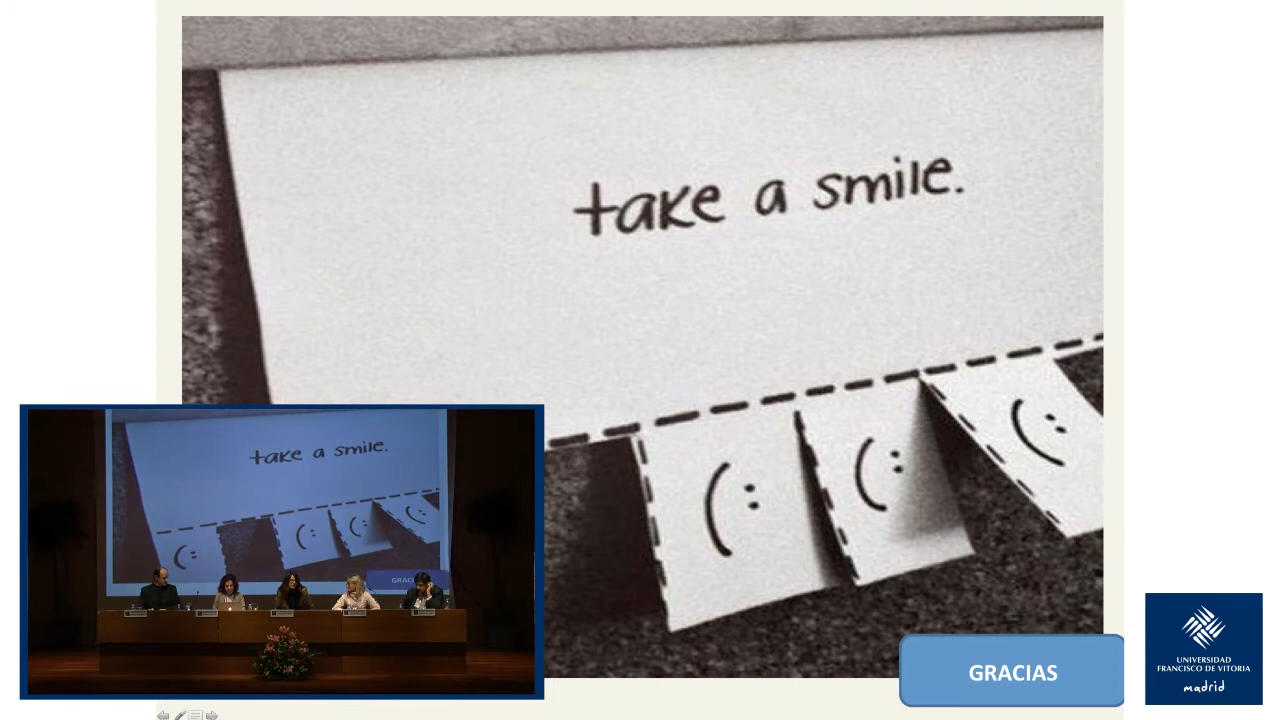 take a smile.
(:
(:
(:
take a smile.
(:
(:
(:
(:
GRACIAS
UNIVERSIDAD
FRANCISCO DE VITORIA
madrid